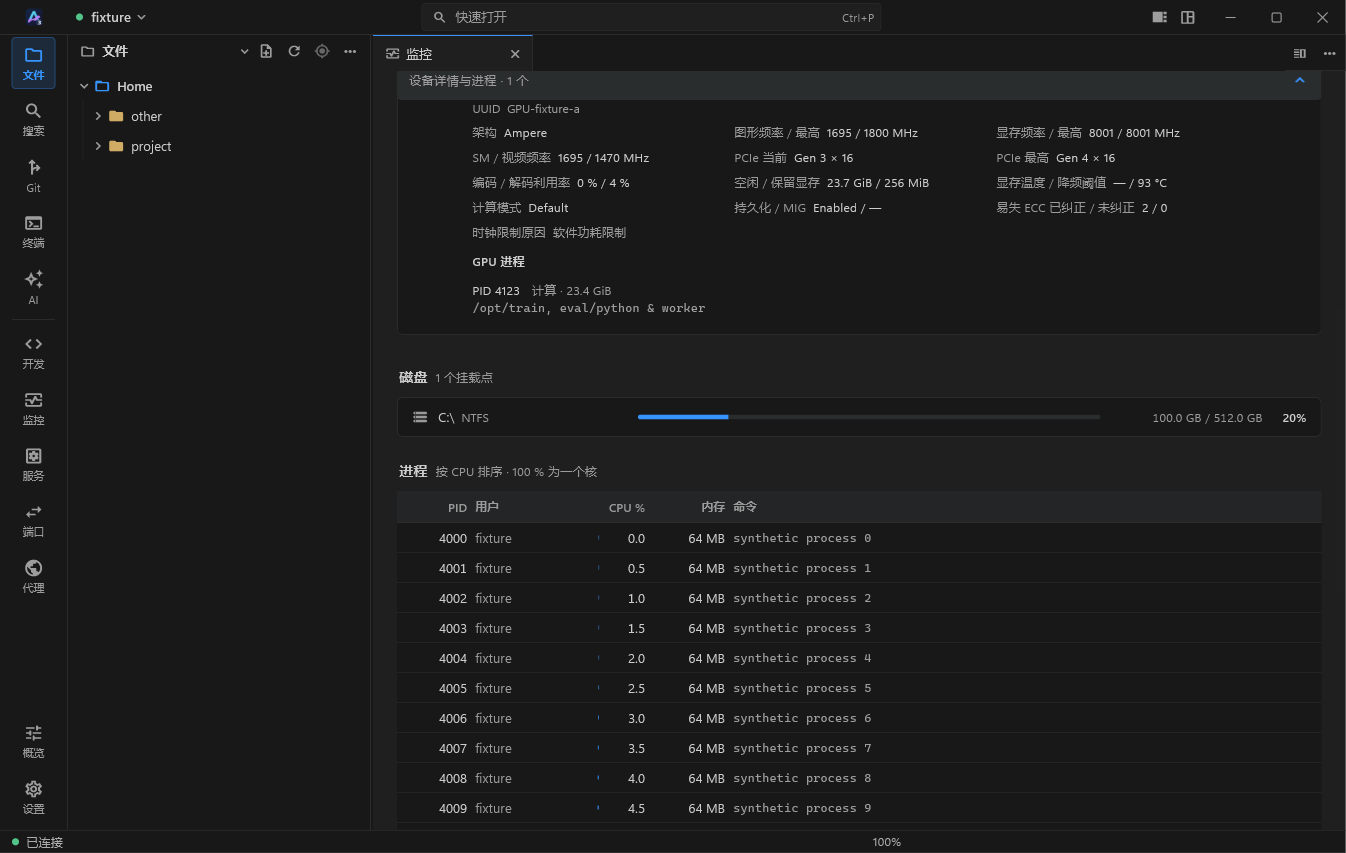 fixture
快速打开
Ctrl+P
文件
搜索
Git
终端
AI
开发
监控
服务
端口
代理
概览
设置
文件
Home
other
project
监控
设备详情与进程 · 1 个
UUID GPU-fixture-a
架构 Ampere
图形频率 / 最高 1695 / 1800 MHz
显存频率 / 最高 8001 / 8001 MHz
SM / 视频频率 1695 / 1470 MHz
PCIe 当前 Gen 3 × 16
PCIe 最高 Gen 4 × 16
编码 / 解码利用率 0 % / 4 %
空闲 / 保留显存 23.7 GiB / 256 MiB
显存温度 / 降频阈值 — / 93 °C
计算模式 Default
持久化 / MIG Enabled / —
易失 ECC 已纠正 / 未纠正 2 / 0
时钟限制原因 软件功耗限制
GPU 进程
PID 4123 计算 · 23.4 GiB
/opt/train, eval/python & worker
磁盘 1 个挂载点
C:\ NTFS 100.0 GB / 512.0 GB 20%
进程 按 CPU 排序 · 100 % 为一个核
PID 用户 CPU % 内存 命令
4000 fixture 0.0 64 MB synthetic process 0
4001 fixture 0.5 64 MB synthetic process 1
4002 fixture 1.0 64 MB synthetic process 2
4003 fixture 1.5 64 MB synthetic process 3
4004 fixture 2.0 64 MB synthetic process 4
4005 fixture 2.5 64 MB synthetic process 5
4006 fixture 3.0 64 MB synthetic process 6
4007 fixture 3.5 64 MB synthetic process 7
4008 fixture 4.0 64 MB synthetic process 8
4009 fixture 4.5 64 MB synthetic process 9
已连接
100%